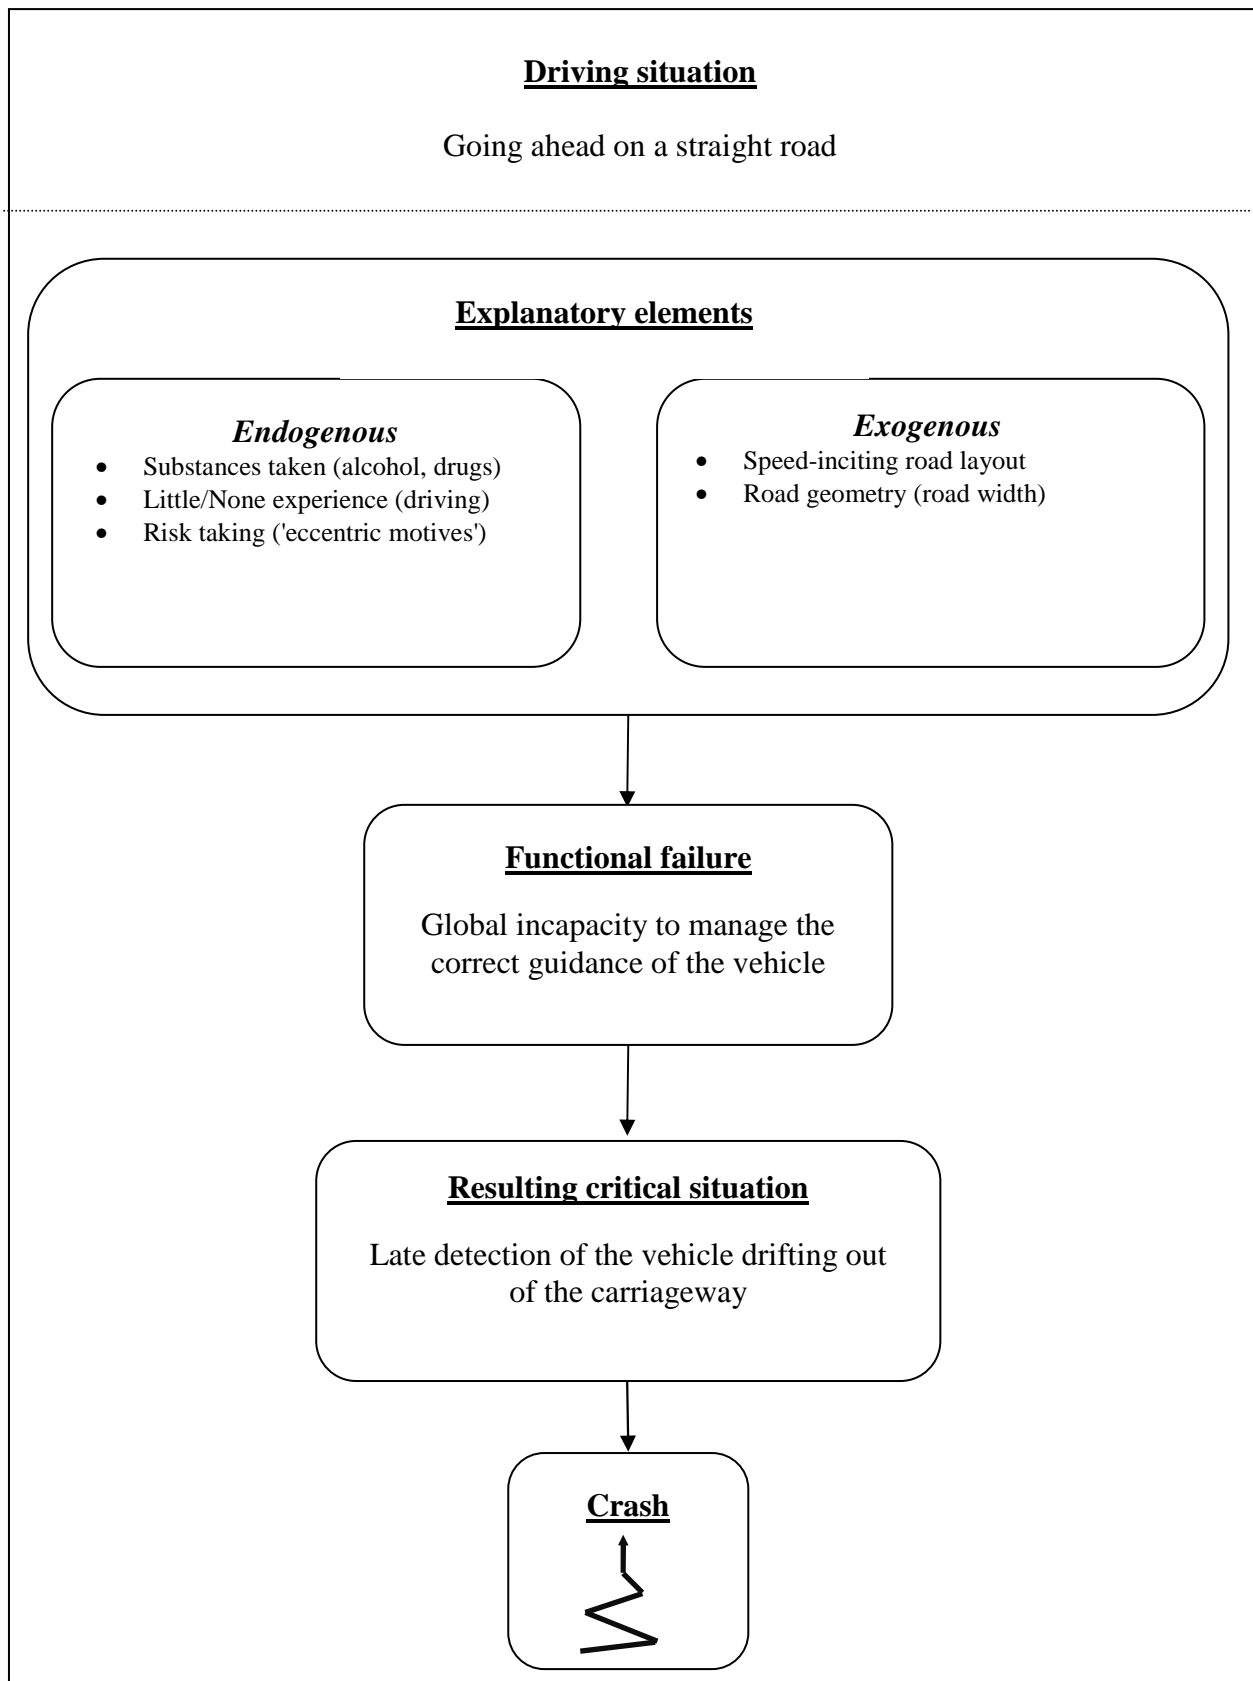 Driving situation
Going ahead on a straight road
Explanatory elements
Endogenous
• Substances taken (alcohol, drugs)
• Little/None experience (driving)
• Risk taking ('eccentric motives')
Exogenous
• Speed-inciting road layout
• Road geometry (road width)
Functional failure
Global incapacity to manage the
correct guidance of the vehicle
Resulting critical situation
Late detection of the vehicle drifting out
of the carriageway
Crash